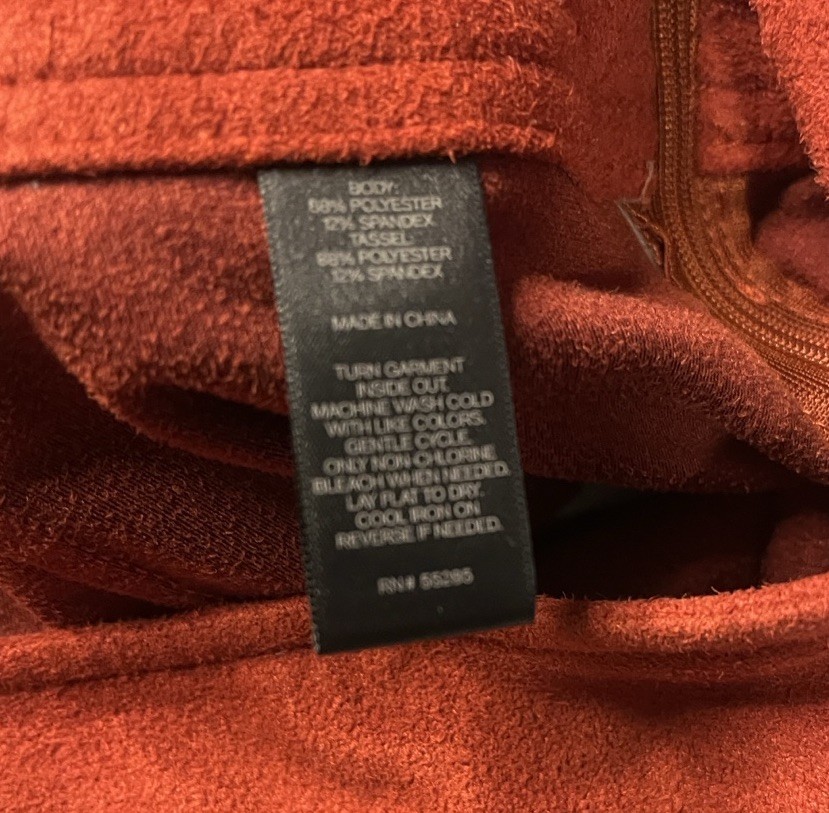 BODY:
88% POLYESTER
12% SPANDEX
TASSEL:
88% POLYESTER
12% SPANDEX
MADE IN CHINA
TURN GARMENT
INSIDE OUT.
MACHINE WASH COLD
WITH LIKE COLORS.
GENTLE CYCLE.
ONLY NON-CHLORINE
BLEACH WHEN NEEDED.
LAY FLAT TO DRY.
COOL IRON ON
REVERSE IF NEEDED.
RN# 55285